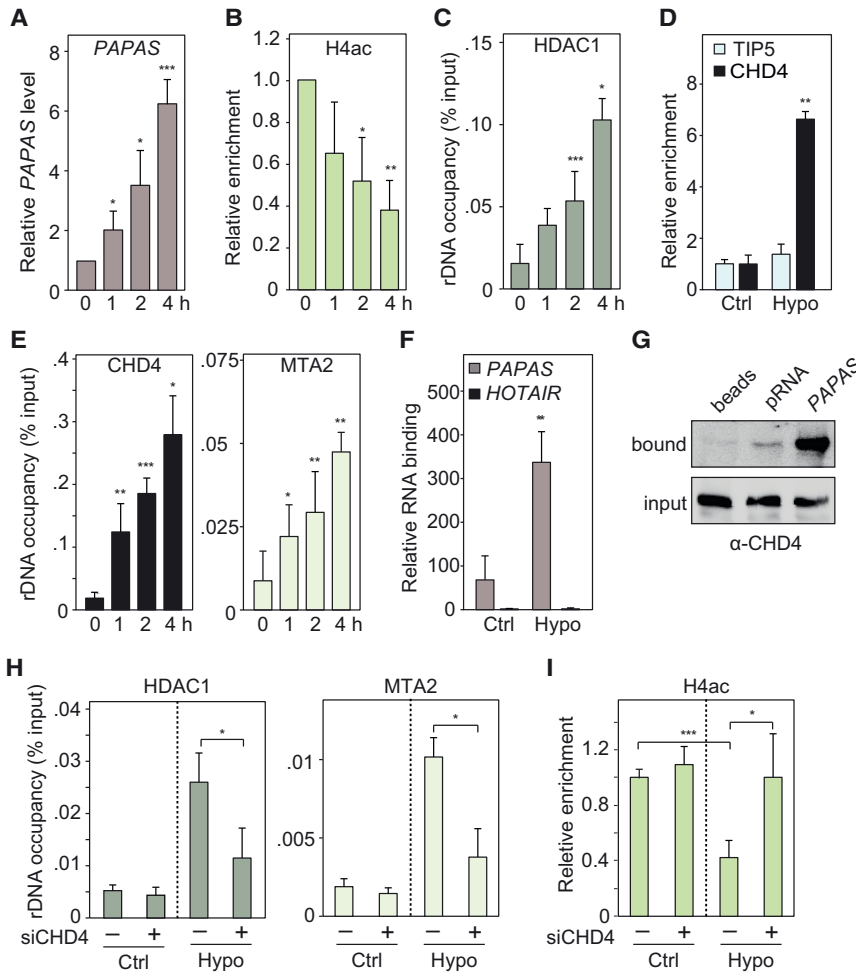 A
PAPAS
Relative PAPAS level
8
6
4
2
0
***
*
*
0 1 2 4 h
B
H4ac
Relative enrichment
1.2
1.0
0.8
0.6
0.4
0.2
0
*
**
0 1 2 4 h
C
HDAC1
rDNA occupancy (% input)
.15
.10
.05
0
*
***
0 1 2 4 h
D
TIP5
CHD4
Relative enrichment
8
6
4
2
0
**
Ctrl Hypo
E
CHD4
rDNA occupancy (% input)
.4
.3
.2
.1
0
*
***
**
0 1 2 4 h
MTA2
.075
.05
.025
0
**
**
*
0 1 2 4 h
F
PAPAS
HOTAIR
Relative RNA binding
500
400
300
200
100
0
**
Ctrl Hypo
G
beads pRNA PAPAS
bound
input
α-CHD4
H
HDAC1
rDNA occupancy (% input)
.04
.03
.02
.01
0
*
siCHD4 – + – +
Ctrl Hypo
MTA2
.01
.005
0
*
– + – +
Ctrl Hypo
I
H4ac
Reletive enrichment
1.2
0.8
0.4
0
***
*
siCHD4 – + – +
Ctrl Hypo